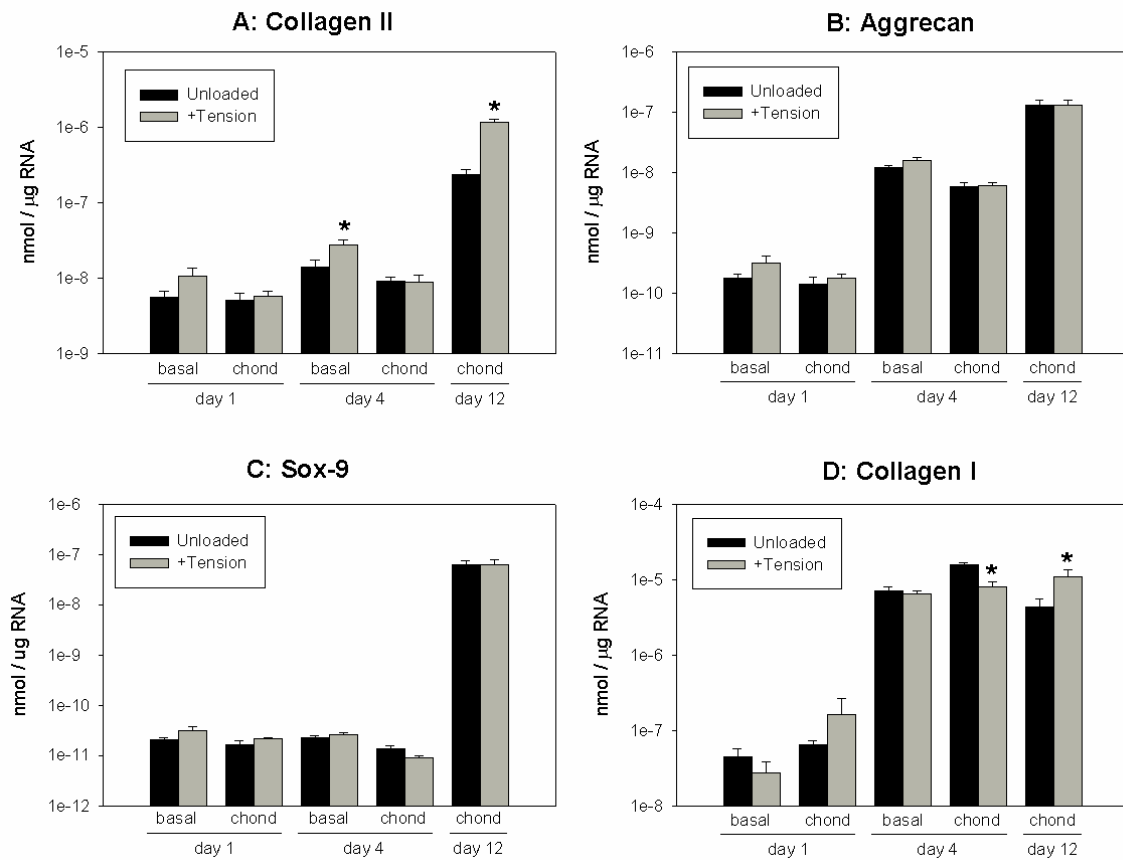 A: Collagen II
1e-5
1e-6
1e-7
1e-8
1e-9
nmol / μg RNA
Unloaded
+Tension
*
*
basal chond basal chond chond
day 1 day 4 day 12
B: Aggrecan
1e-6
1e-7
1e-8
1e-9
1e-10
1e-11
nmol / μg RNA
Unloaded
+Tension
basal chond basal chond chond
day 1 day 4 day 12
C: Sox-9
1e-6
1e-7
1e-8
1e-9
1e-10
1e-11
1e-12
nmol / ug RNA
Unloaded
+Tension
basal chond basal chond chond
day 1 day 4 day 12
D: Collagen I
1e-4
1e-5
1e-6
1e-7
1e-8
nmol / μg RNA
Unloaded
+Tension
* *
basal chond basal chond chond
day 1 day 4 day 12